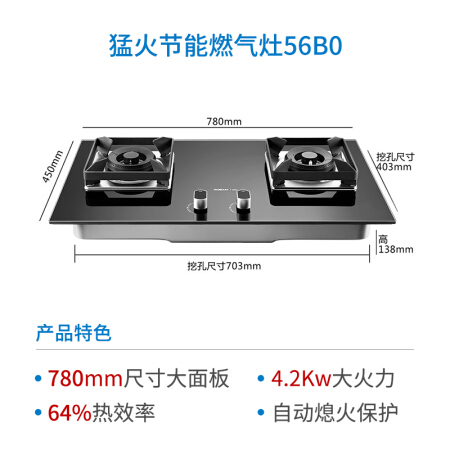 猛火节能燃气灶56B0
780mm
450mm
挖孔尺寸
403mm
高
138mm
挖孔尺寸703mm
产品特色
780mm尺寸大面板
4.2Kw大火力
64%热效率
自动熄火保护